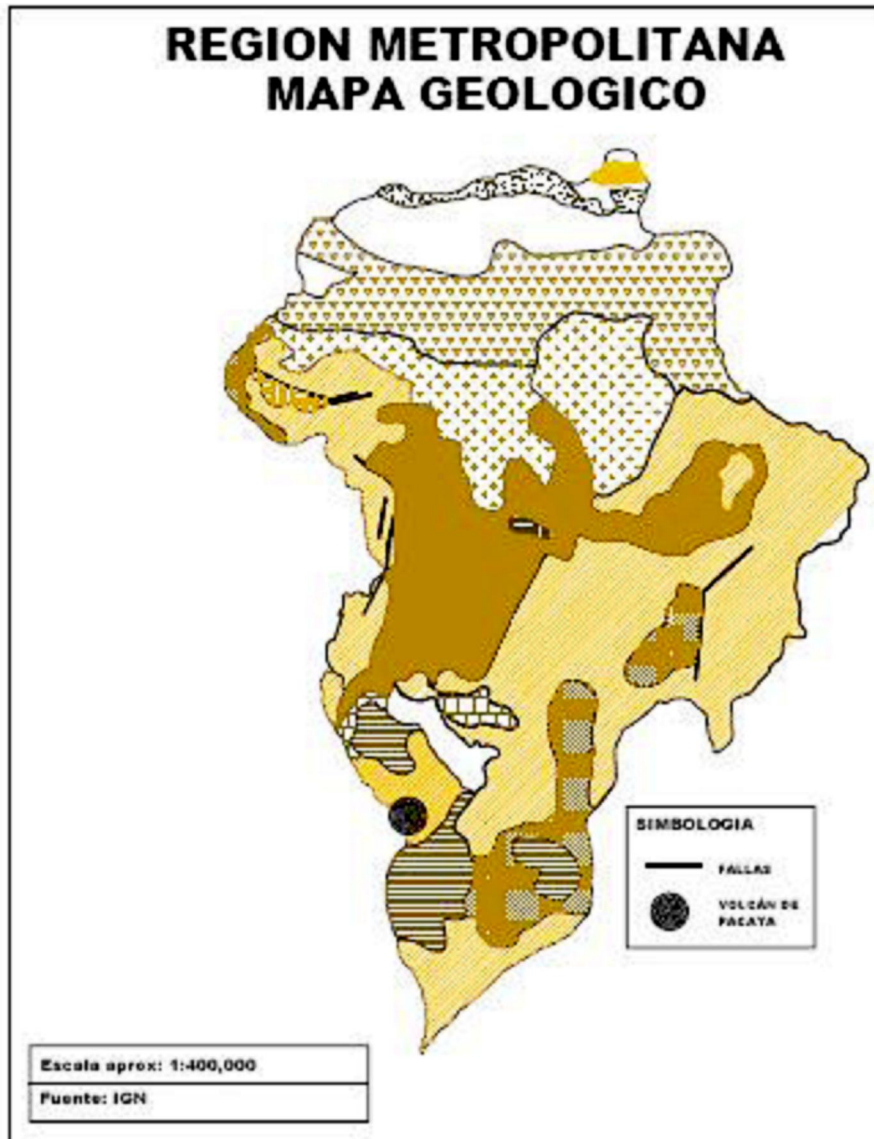 REGION METROPOLITANA
MAPA GEOLOGICO
SIMBOLOGIA
FALLAS
VOLCÁN DE
PACAYA
Escala aprox: 1:400,000
Fuente: IGN